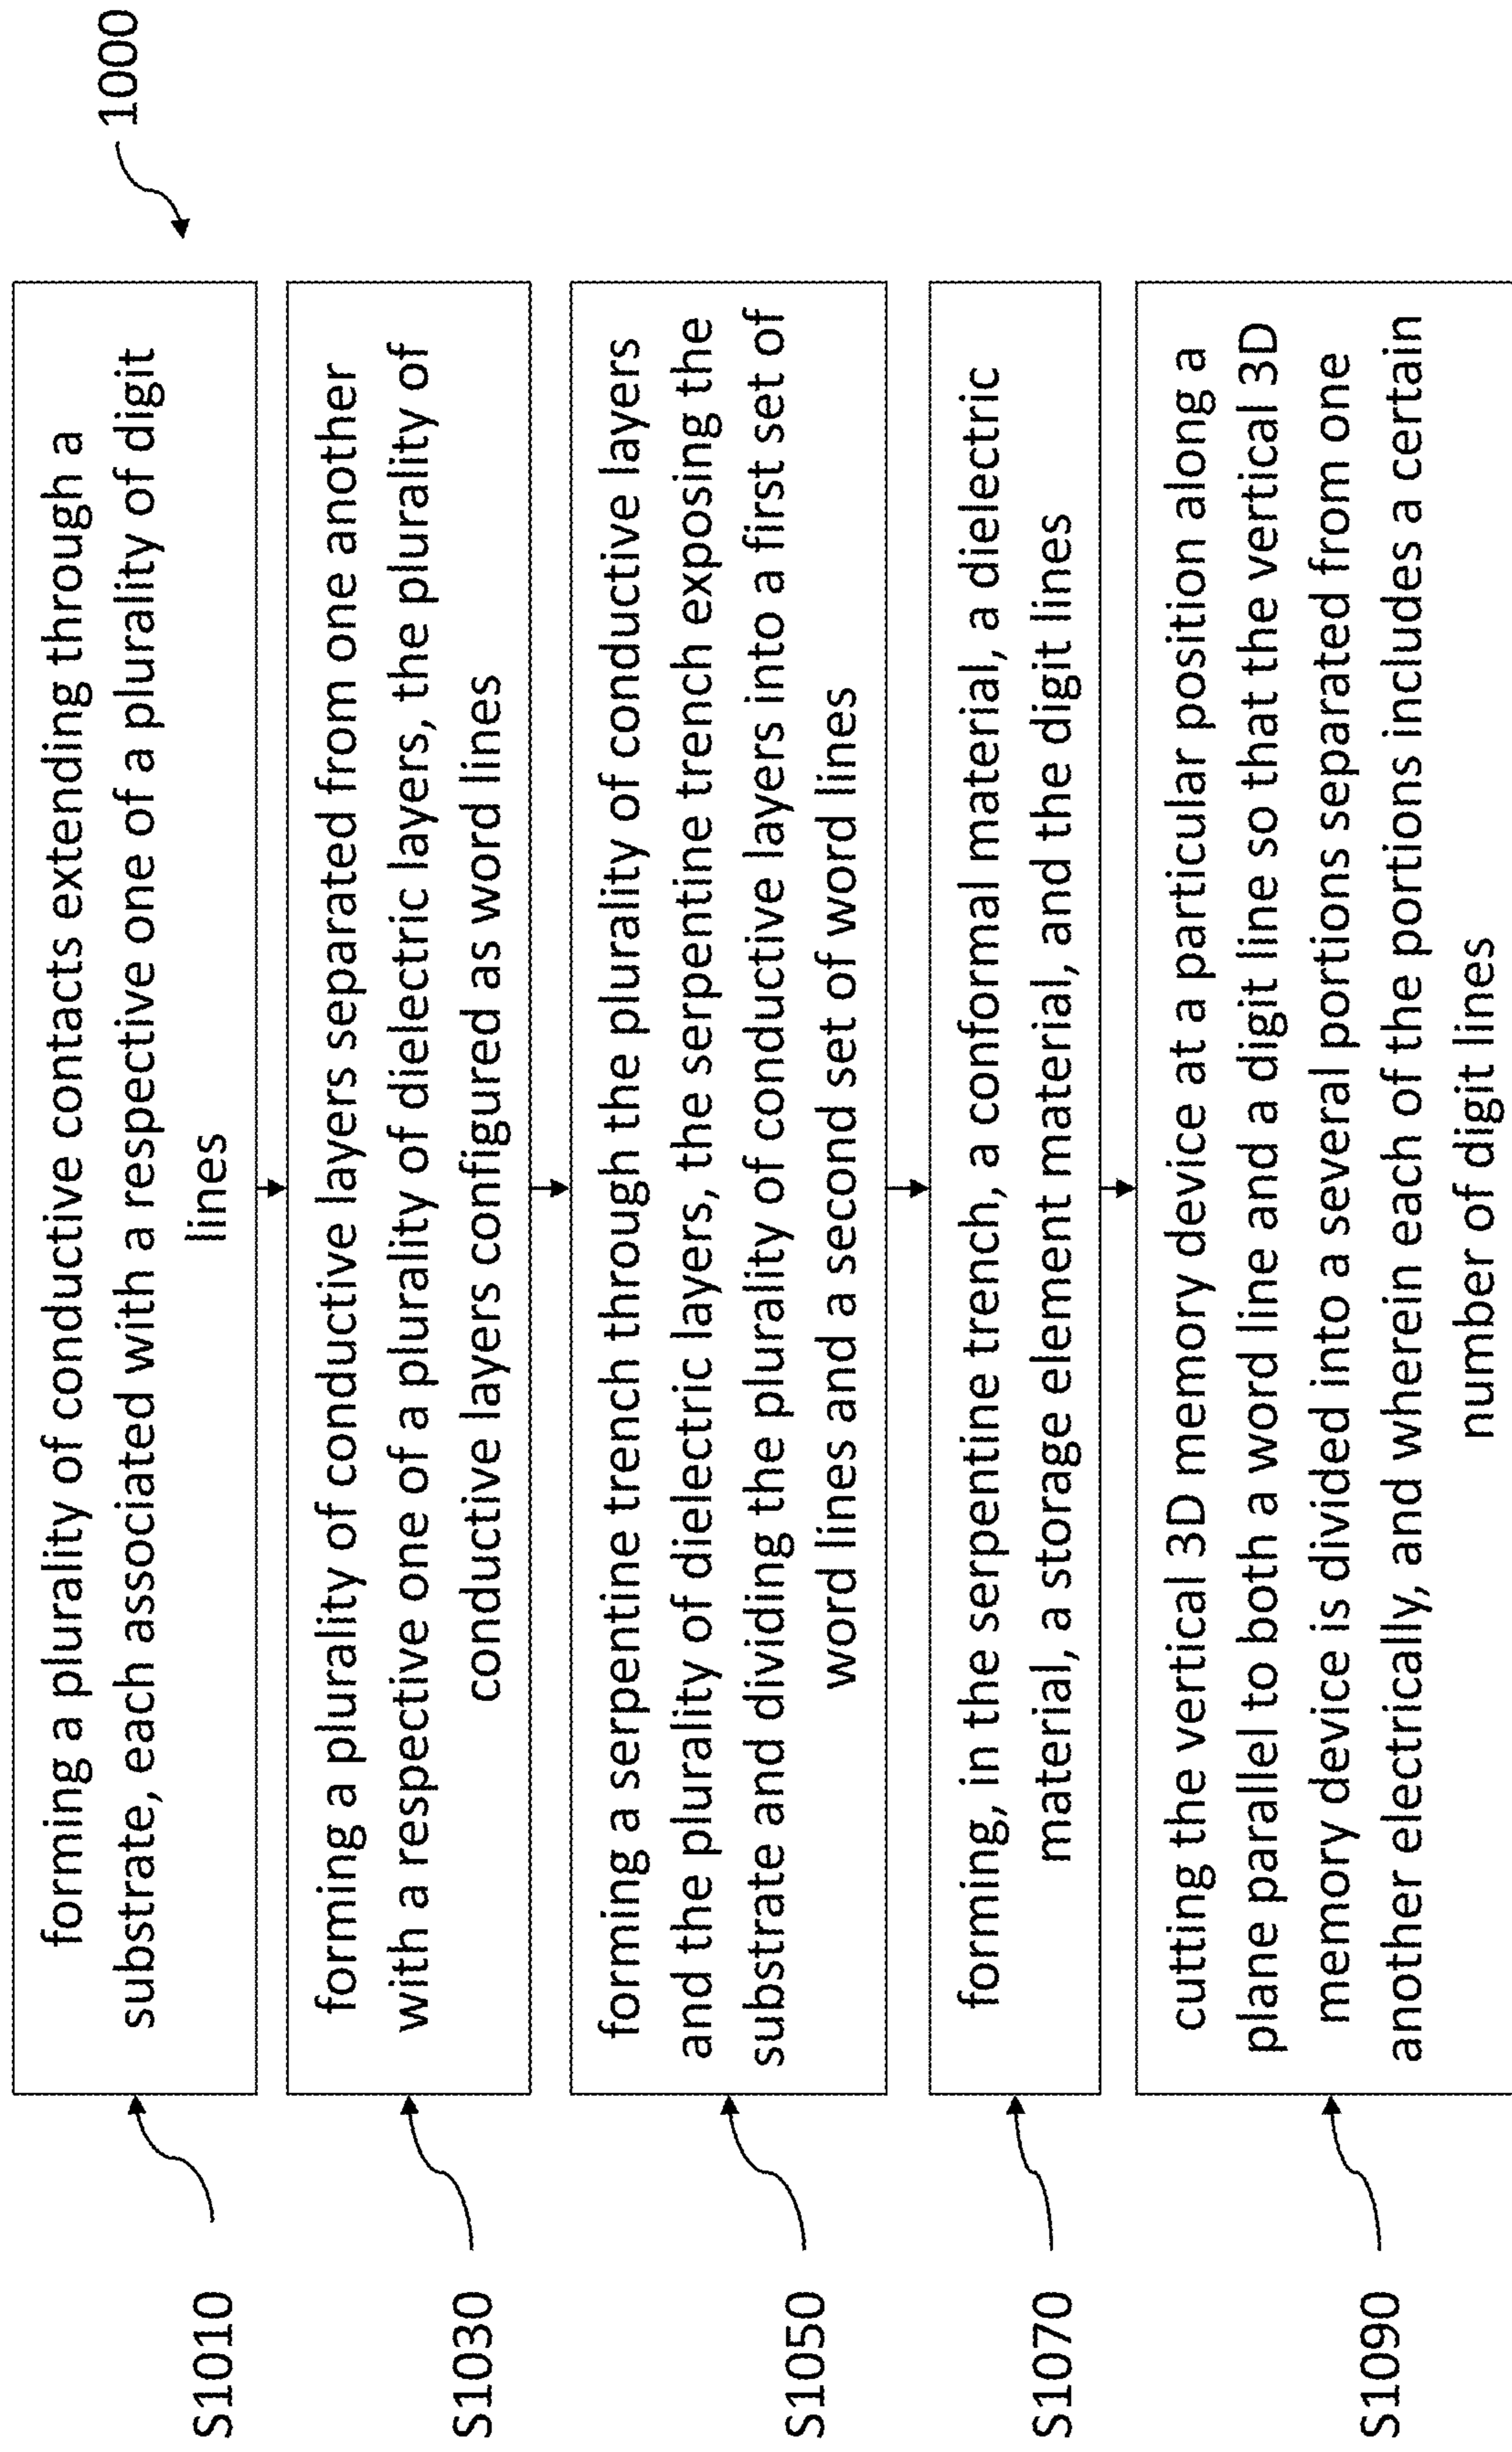 1000
S1010
forming a plurality of conductive contacts extending through a
substrate, each associated with a respective one of a plurality of digit
lines
S1030
forming a plurality of conductive layers separated from one another
with a respective one of a plurality of dielectric layers, the plurality of
conductive layers configured as word lines
S1050
forming a serpentine trench through the plurality of conductive layers
and the plurality of dielectric layers, the serpentine trench exposing the
substrate and dividing the plurality of conductive layers into a first set of
word lines and a second set of word lines
S1070
forming, in the serpentine trench, a conformal material, a dielectric
material, a storage element material, and the digit lines
S1090
cutting the vertical 3D memory device at a particular position along a
plane parallel to both a word line and a digit line so that the vertical 3D
memory device is divided into a several portions separated from one
another electrically, and wherein each of the portions includes a certain
number of digit lines